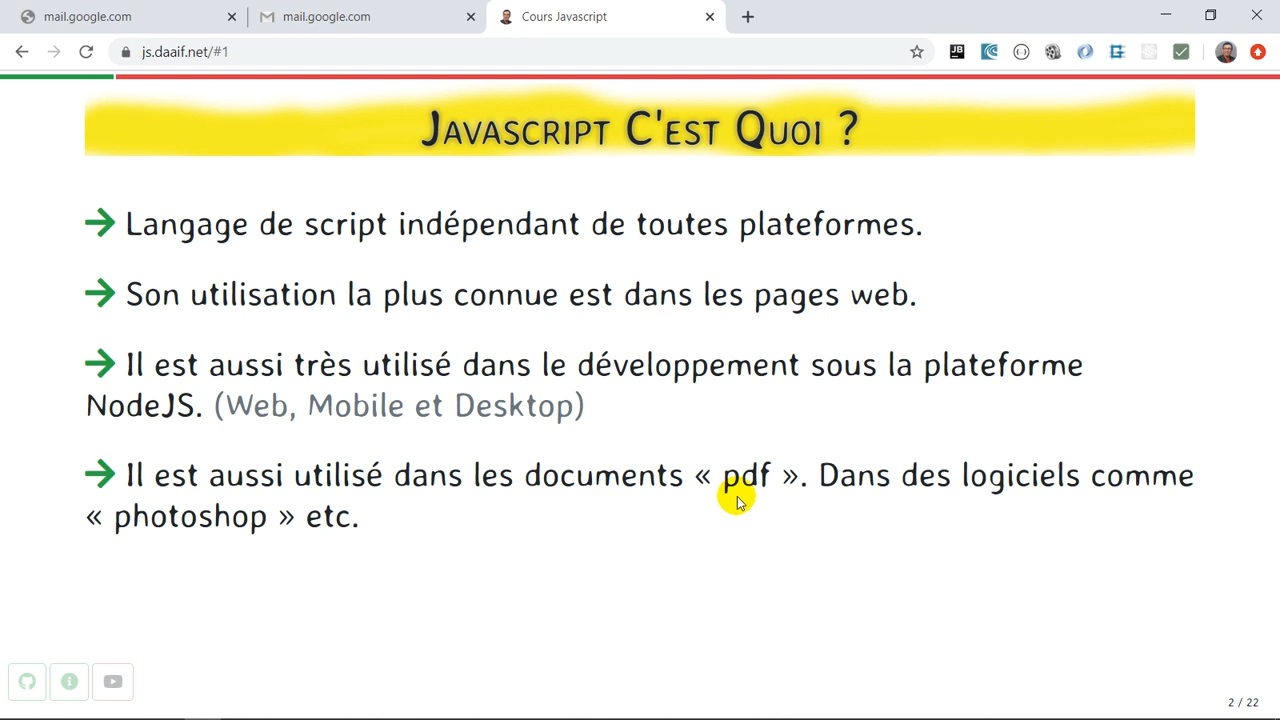 mail.google.com
mail.google.com
Cours Javascript
js.daaif.net/#1
JB
JAVASCRIPT C'EST QUOI ?
Langage de script indépendant de toutes plateformes.
Son utilisation la plus connue est dans les pages web.
Il est aussi très utilisé dans le développement sous la plateforme
NodeJS. (Web, Mobile et Desktop)
Il est aussi utilisé dans les documents « pdf ». Dans des logiciels comme
« photoshop » etc.
2 / 22